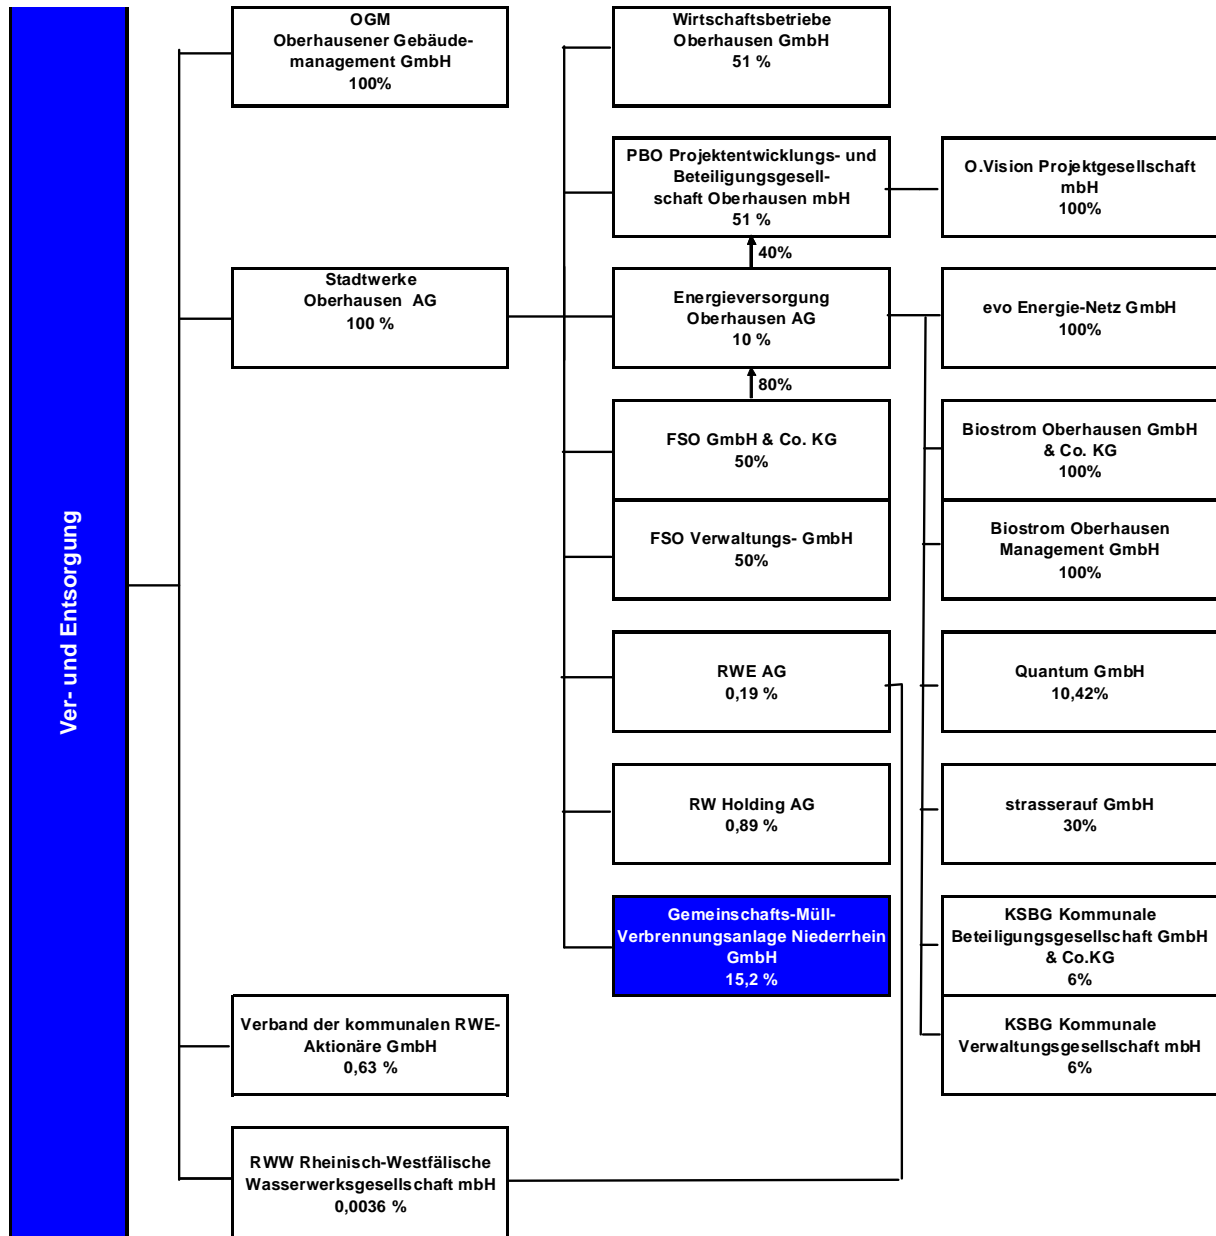 Ver- und Entsorgung
OGM
Oberhausener Gebäude-
management GmbH
100%
Stadtwerke
Oberhausen AG
100 %
Verband der kommunalen RWE-
Aktionäre GmbH
0,63 %
RWW Rheinisch-Westfälische
Wasserwerksgesellschaft mbH
0,0036 %
Wirtschaftsbetriebe
Oberhausen GmbH
51 %
PBO Projektentwicklungs- und
Beteiligungsgesell-
schaft Oberhausen mbH
51 %
40%
Energieversorgung
Oberhausen AG
10 %
80%
FSO GmbH & Co. KG
50%
FSO Verwaltungs- GmbH
50%
RWE AG
0,19 %
RW Holding AG
0,89 %
Gemeinschafts-Müll-
Verbrennungsanlage Niederrhein
GmbH
15,2 %
O.Vision Projektgesellschaft
mbH
100%
evo Energie-Netz GmbH
100%
Biostrom Oberhausen GmbH
& Co. KG
100%
Biostrom Oberhausen
Management GmbH
100%
Quantum GmbH
10,42%
strasserauf GmbH
30%
KSBG Kommunale
Beteiligungsgesellschaft GmbH
& Co.KG
6%
KSBG Kommunale
Verwaltungsgesellschaft mbH
6%